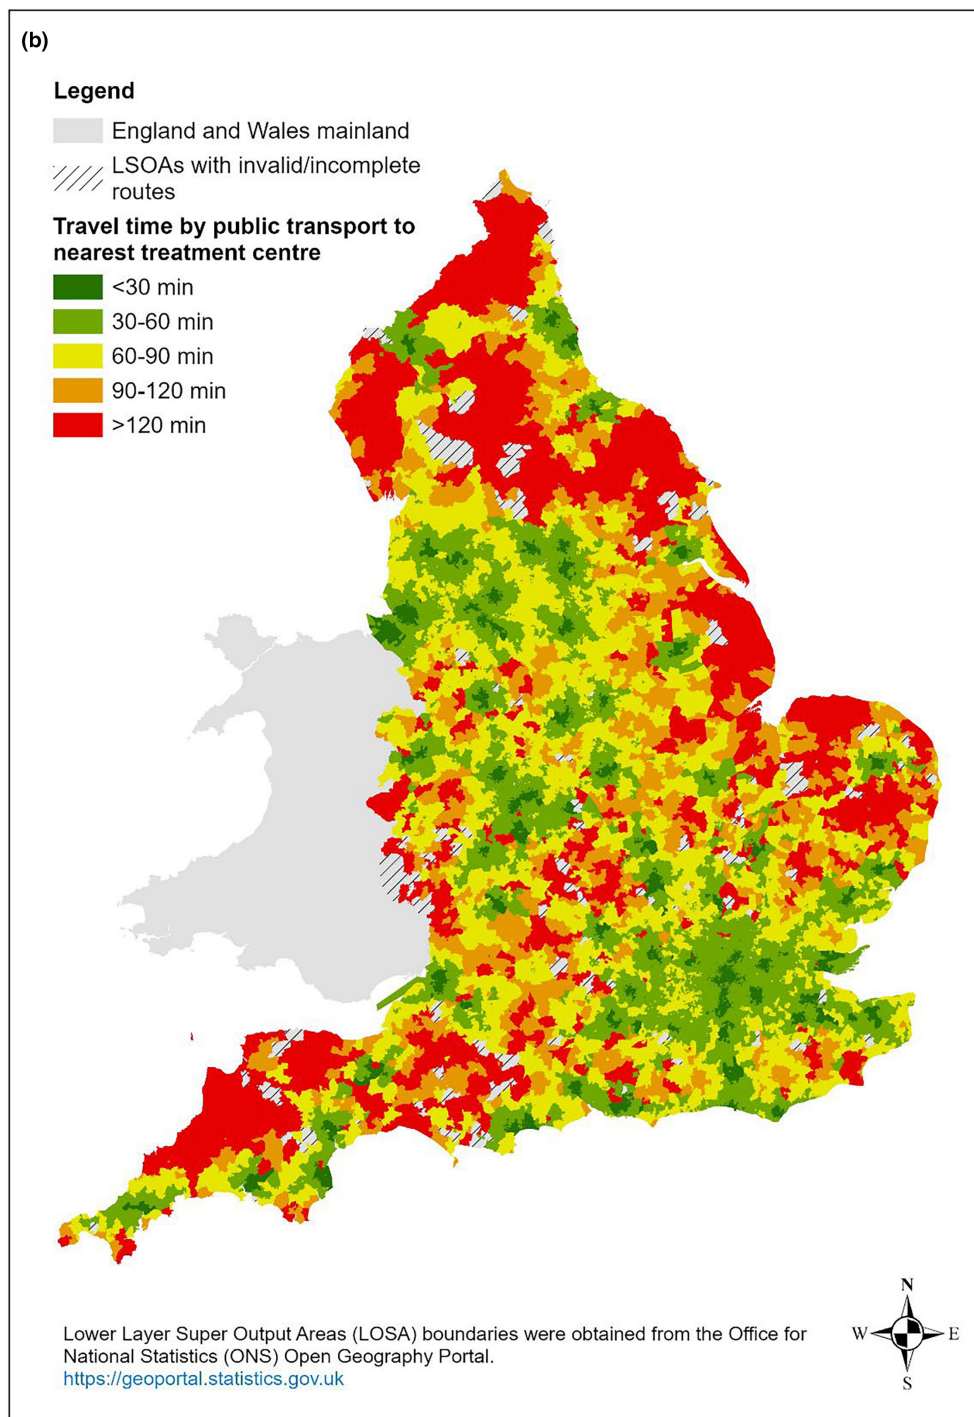 (b)
Legend
England and Wales mainland
LSOAs with invalid/incomplete
routes
Travel time by public transport to
nearest treatment centre
<30 min
30-60 min
60-90 min
90-120 min
>120 min
N
W E
S
Lower Layer Super Output Areas (LOSA) boundaries were obtained from the Office for
National Statistics (ONS) Open Geography Portal.
https://geoportal.statistics.gov.uk